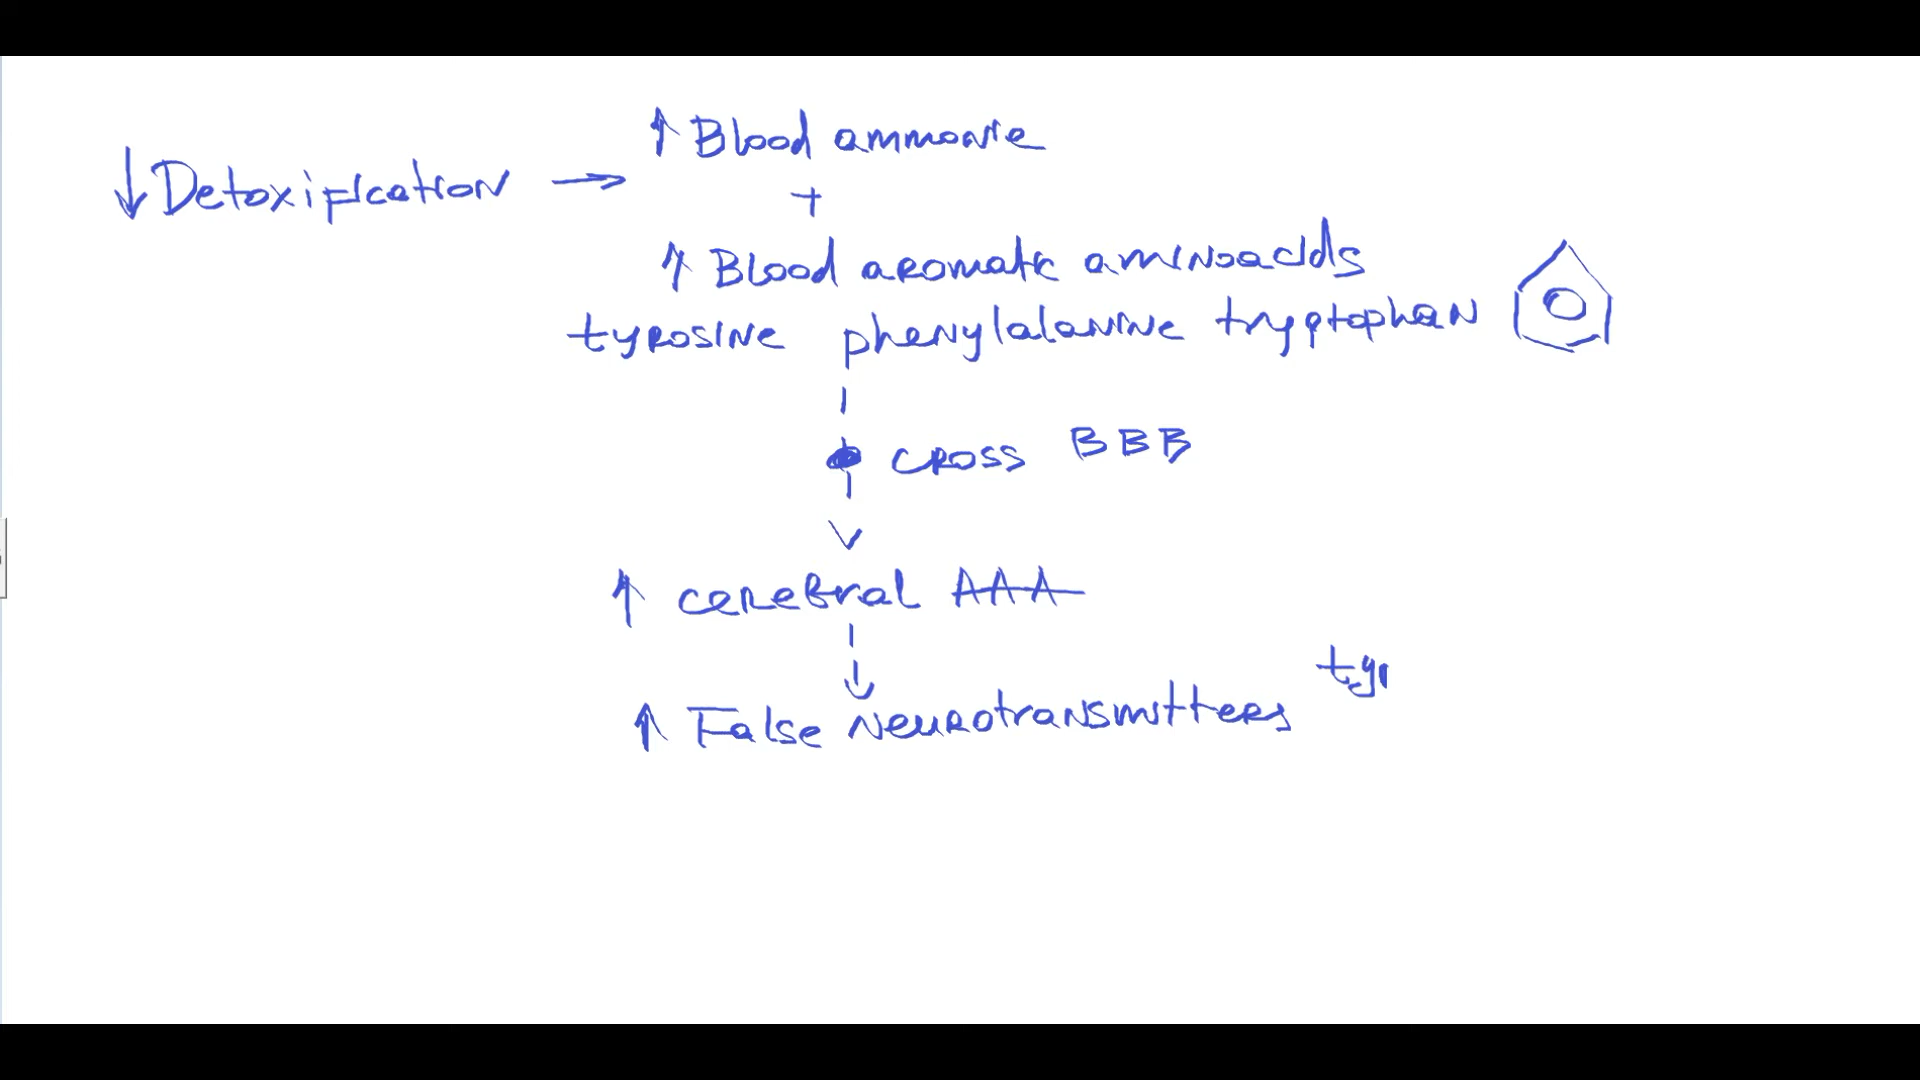 ↑ Blood ammonia
↓ Detoxification →
+
↑ Blood aromatic aminoacids
tyrosine phenylalanine tryptophan
cross BBB
↑ cerebral AAA
↑ False Neurotransmitters tyr